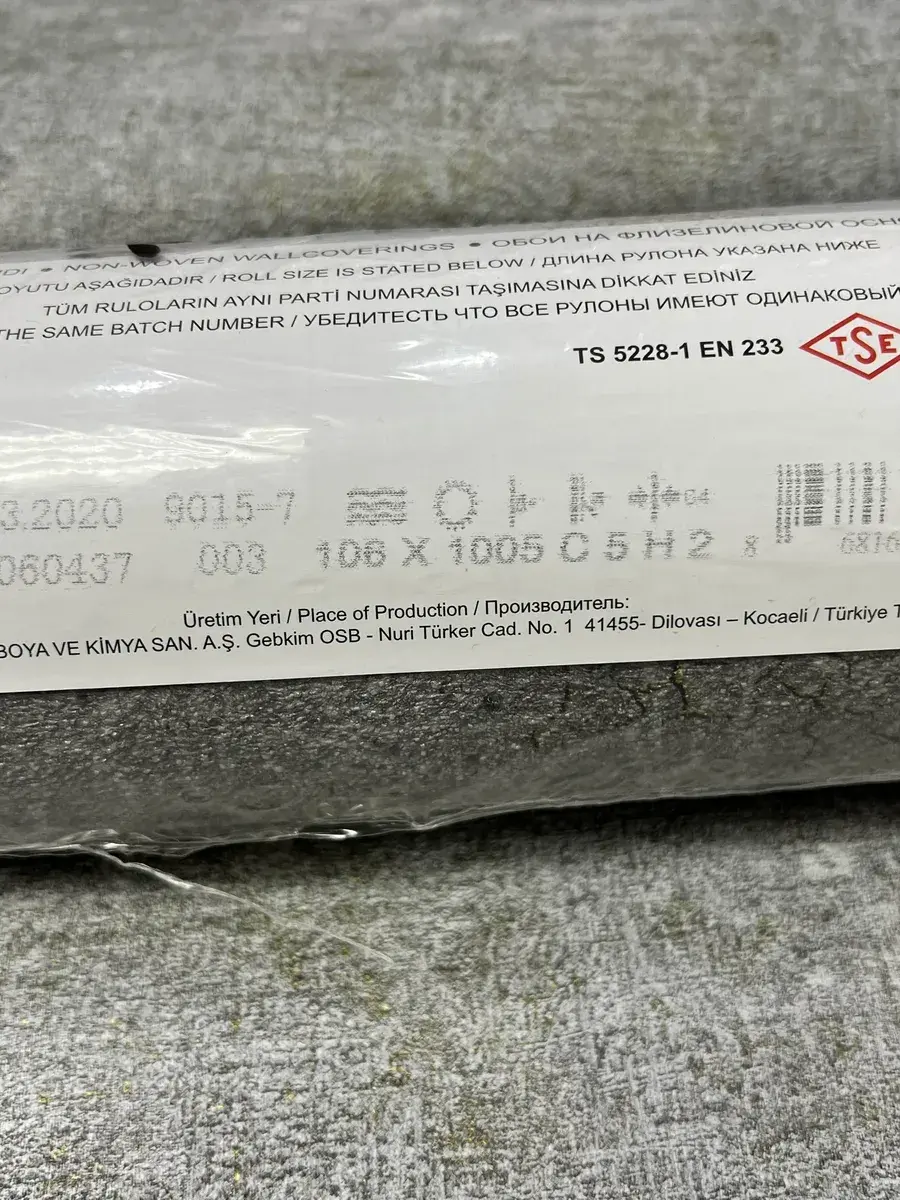 NON-WOVEN WALLCOVERINGS • ОБОИ НА ФЛИЗЕЛИНОВОЙ
AŞAĞIDADIR / ROLL SIZE IS STATED BELOW / ДЛИНА РУЛОНА УКАЗАНА НИЖЕ
TÜM RULOLARIN AYNI PARTİ NUMARASI TAŞIMASINA DİKKAT EDİNİZ
THE SAME BATCH NUMBER / УБЕДИТЕСТЬ ЧТО ВСЕ РУЛОНЫ ИМЕЮТ ОДИНАКОВЫЙ
TS 5228-1 EN 233 TSE
3.2020 9015-7
060437 003 106 X 1005 C 5 H 2 8 6816
Üretim Yeri / Place of Production / Производитель:
BOYA VE KİMYA SAN. A.Ş. Gebkim OSB - Nuri Türker Cad. No. 1 41455- Dilovası – Kocaeli / Türkiye